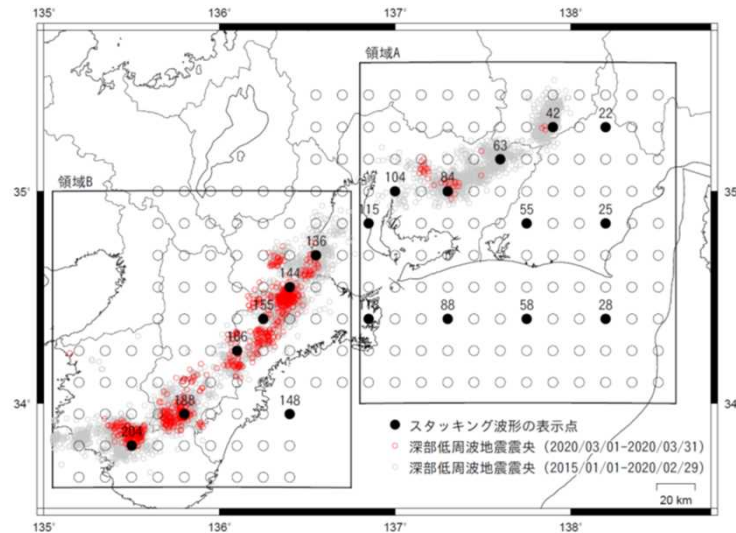 135° 136° 137° 138°
領域A
42 22
63
35° 104 84 35°
領域B
115 55 25
136
144
155 118 88 58 28
166
34° 188 148 34°
204
スタッキング波形の表示点
深部低周波地震震央（2020/03/01-2020/03/31）
深部低周波地震震央（2015/01/01-2020/02/29）
20 km
135° 136° 137° 138°